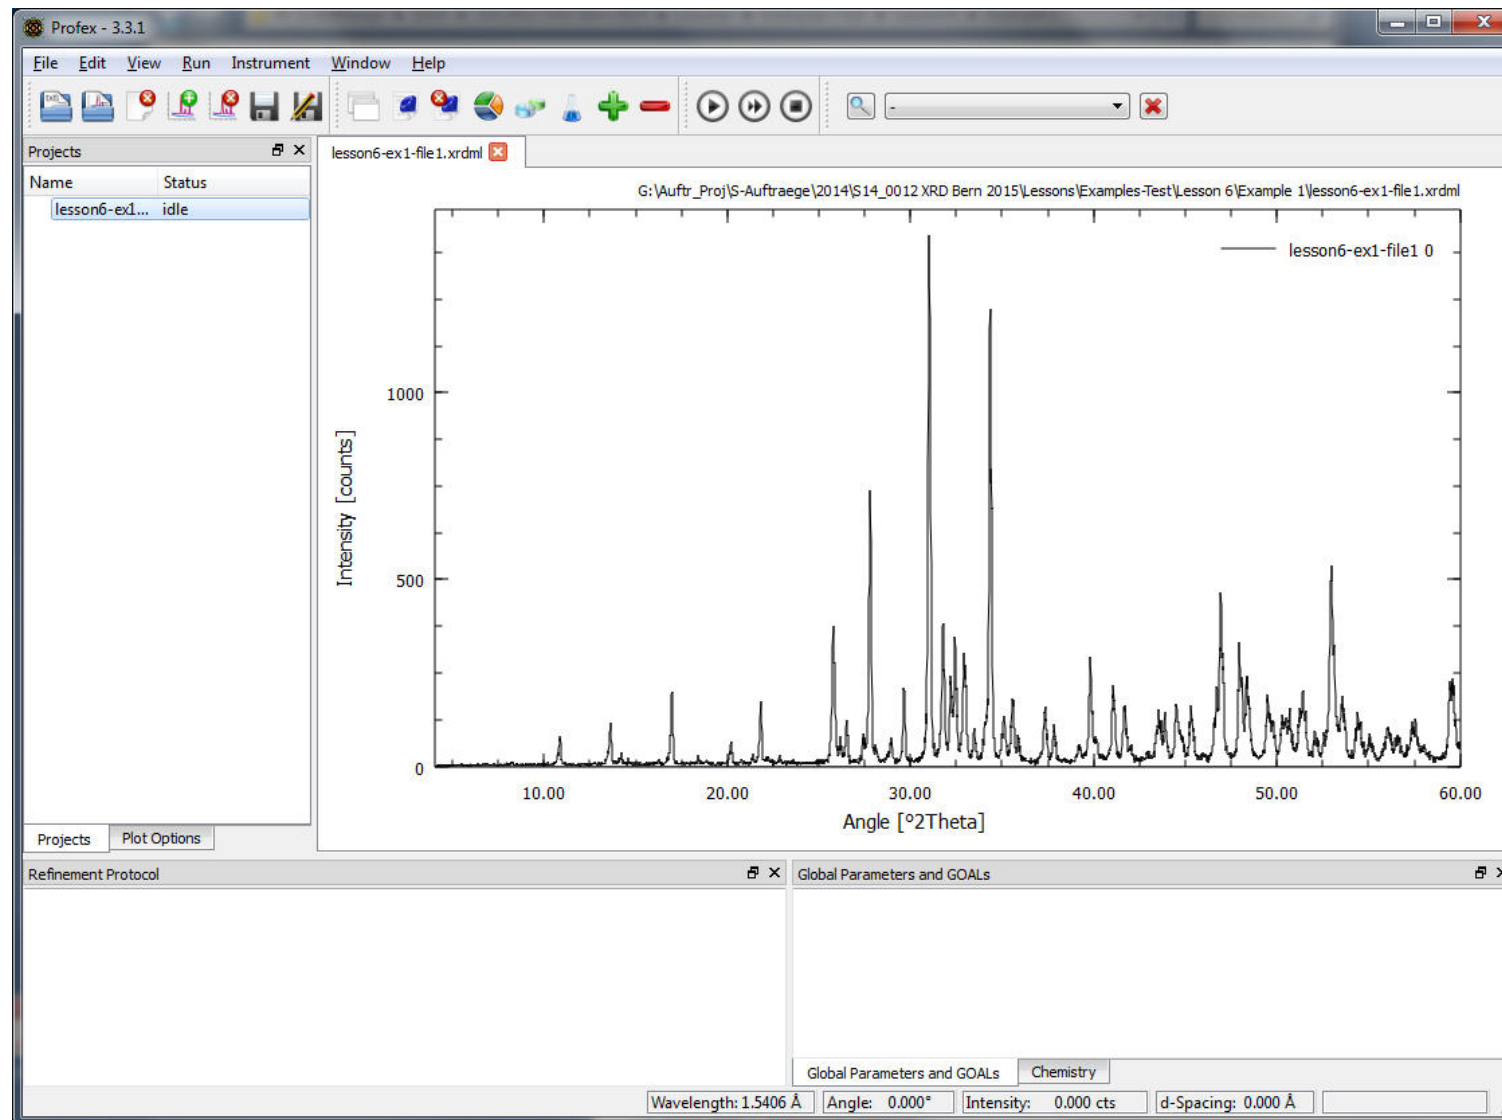 Profex - 3.3.1
File Edit View Run Instrument Window Help
-
Projects
lesson6-ex1-file1.xrdml
Name Status
lesson6-ex1... idle
G:\Auftr_Proj\S-Auftraege\2014\S14_0012 XRD Bern 2015\Lessons\Examples-Test\Lesson 6\Example 1\lesson6-ex1-file1.xrdml
lesson6-ex1-file1 0
1000
500
0
Intensity [counts]
10.00 20.00 30.00 40.00 50.00 60.00
Angle [°2Theta]
Projects Plot Options
Refinement Protocol
Global Parameters and GOALs
Global Parameters and GOALs Chemistry
Wavelength: 1.5406 Å Angle: 0.000° Intensity: 0.000 cts d-Spacing: 0.000 Å